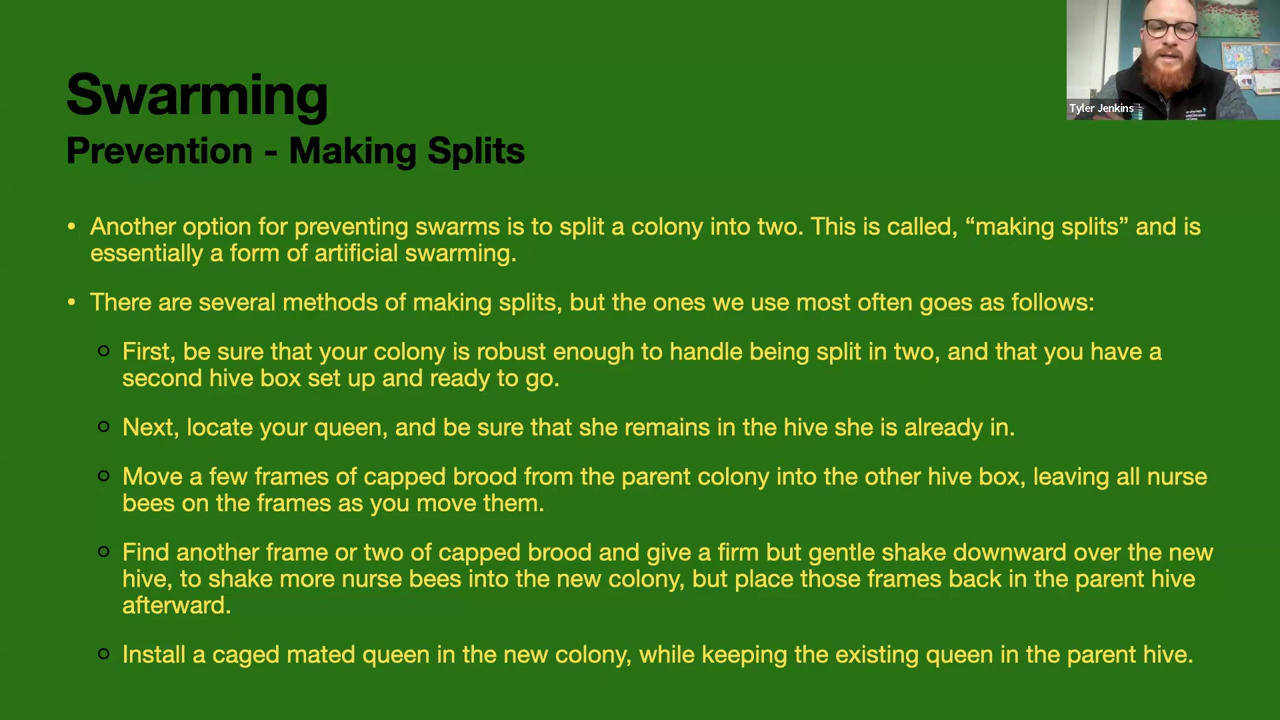 Swarming
Prevention - Making Splits
Tyler Jenkins
• Another option for preventing swarms is to split a colony into two. This is called, “making splits” and is
essentially a form of artificial swarming.
• There are several methods of making splits, but the ones we use most often goes as follows:
○ First, be sure that your colony is robust enough to handle being split in two, and that you have a
second hive box set up and ready to go.
○ Next, locate your queen, and be sure that she remains in the hive she is already in.
○ Move a few frames of capped brood from the parent colony into the other hive box, leaving all nurse
bees on the frames as you move them.
○ Find another frame or two of capped brood and give a firm but gentle shake downward over the new
hive, to shake more nurse bees into the new colony, but place those frames back in the parent hive
afterward.
○ Install a caged mated queen in the new colony, while keeping the existing queen in the parent hive.